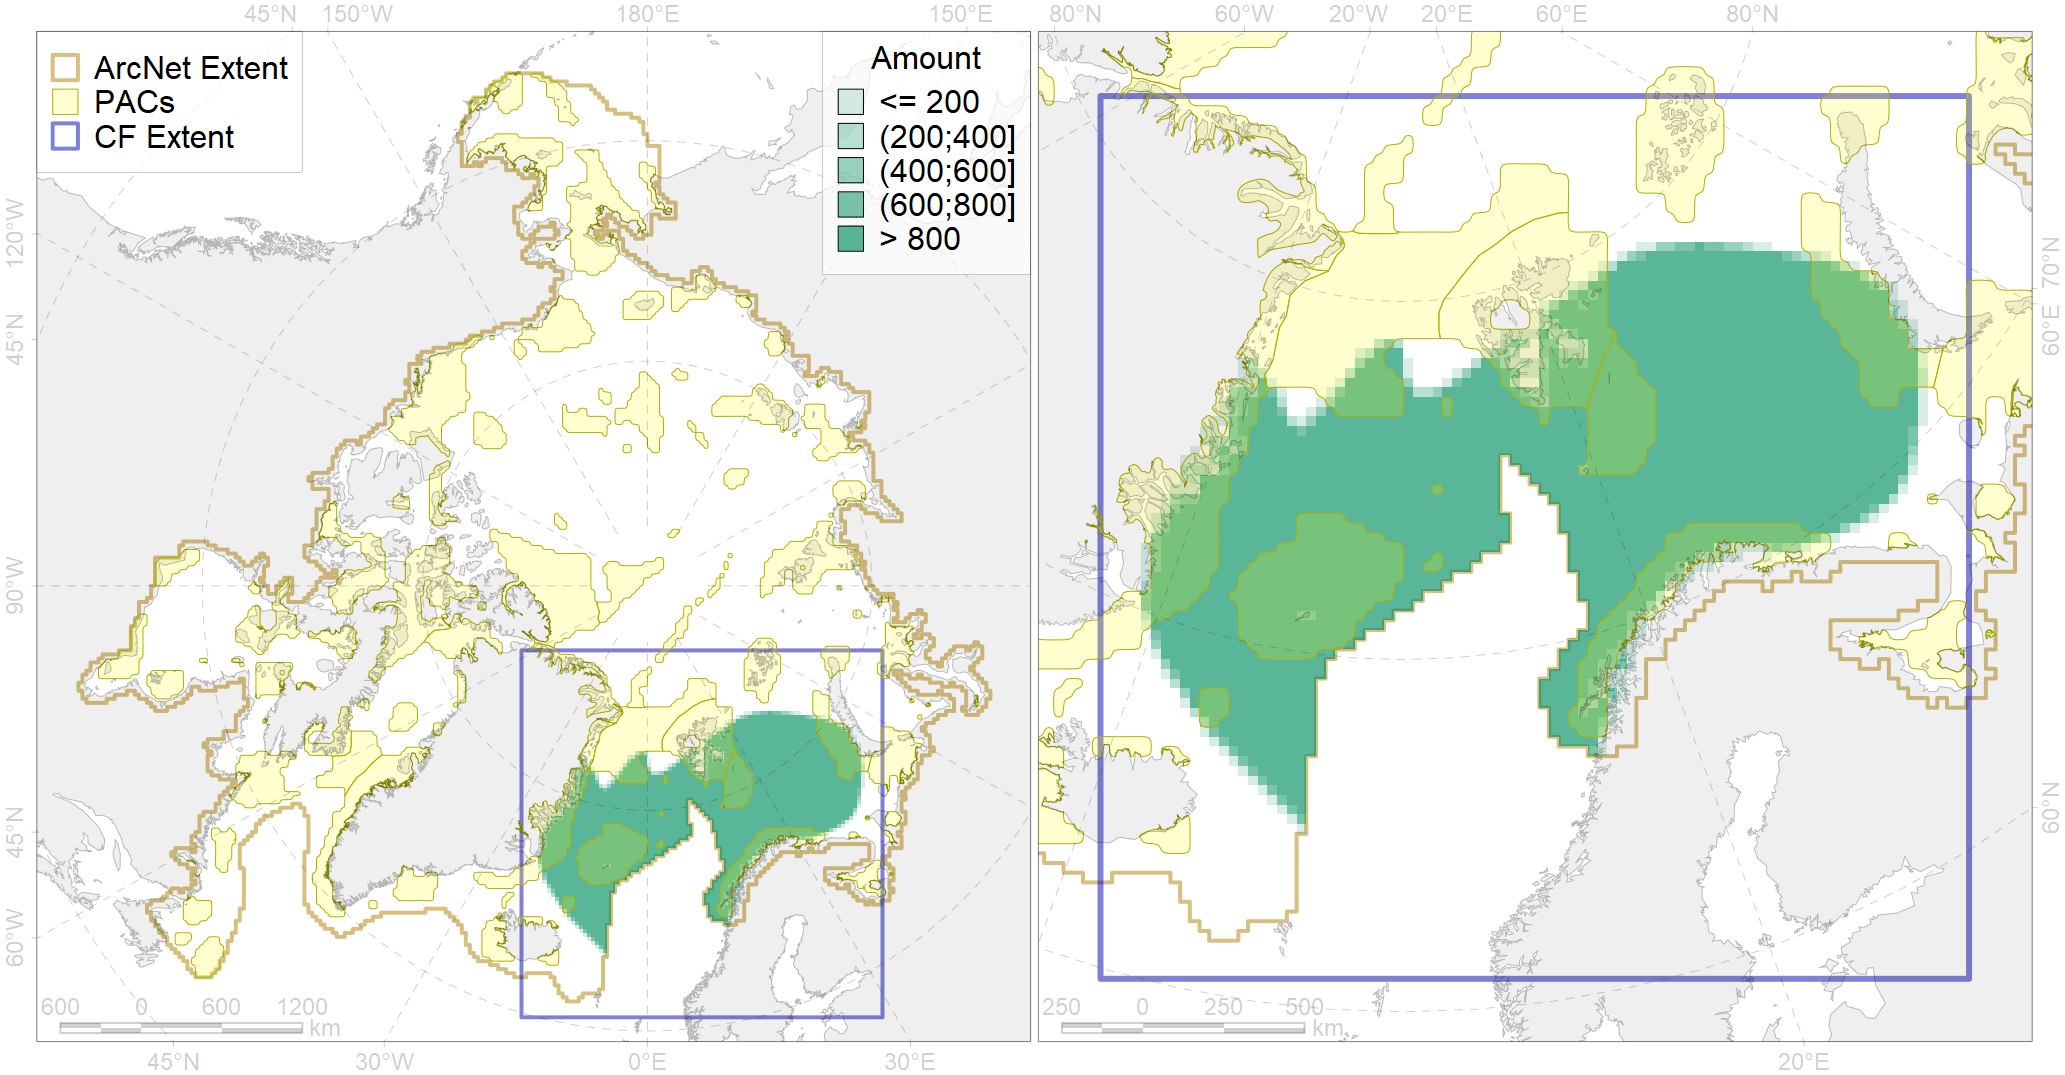 45°N 150°W 180°E 150°E 80°N 60°W 20°W 20°E 60°E 80°N
ArcNet Extent
PACs
CF Extent
Amount
<= 200
(200;400]
(400;600]
(600;800]
> 800
120°W
45°N
90°W
45°N
60°W
70°N
60°E
60°N
600 0 600 1200
km
250 0 250 500
km
45°N 30°W 0°E 30°E 20°E